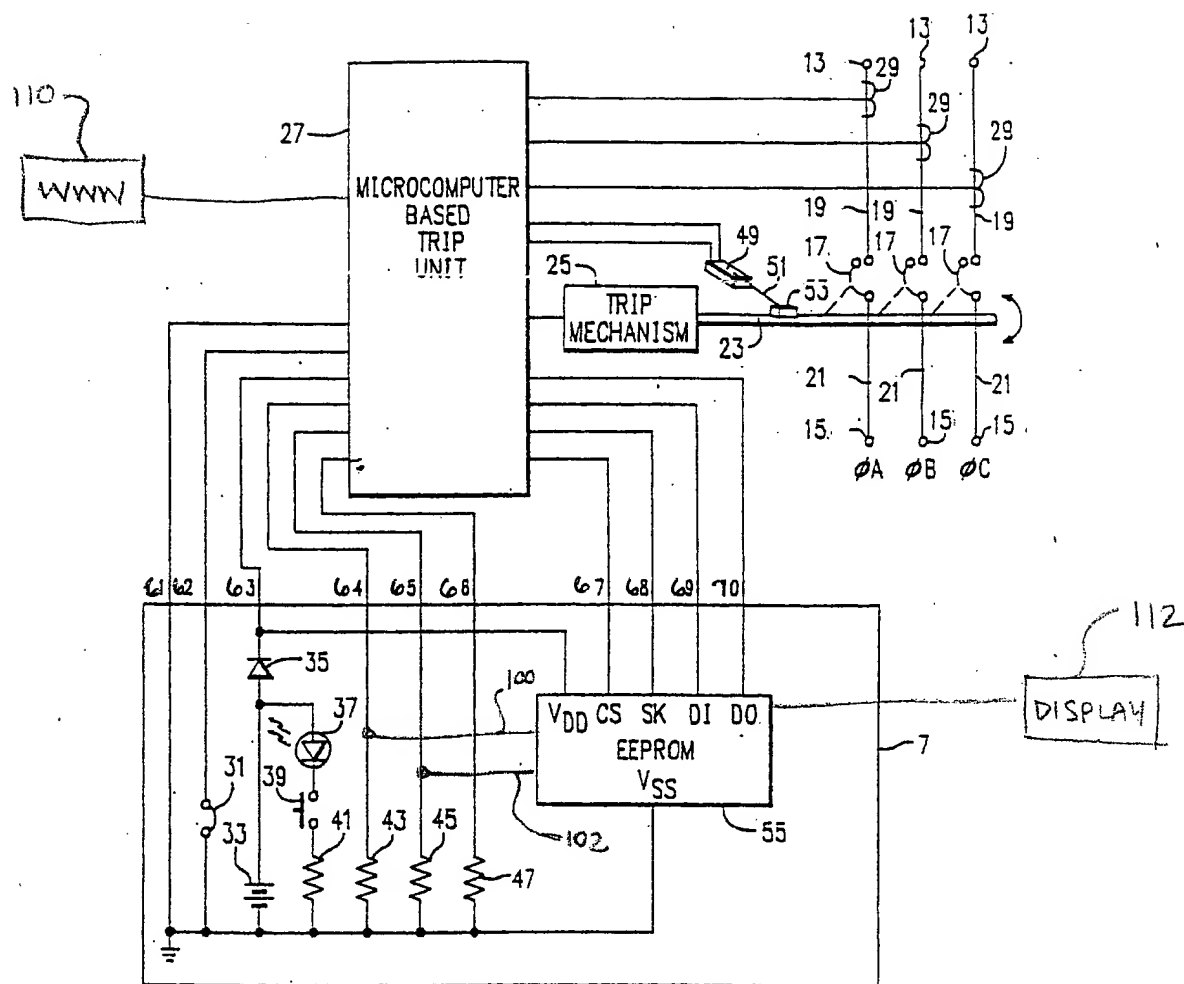 13 13 13
110
29
27
29
WWW
29
MICROCOMPUTER
BASED
TRIP
UNIT
19 19 19
49
17 17 17
25
51
53
TRIP
MECHANISM
23
21 21 21
15 15 15
ØA ØB ØC
61 62 63 64 65 66 67 68 69 70
112
35
100
37
VDD CS SK DI DO
DISPLAY
EEPROM
7
39
VSS
31
41 43 45
102
55
33
47